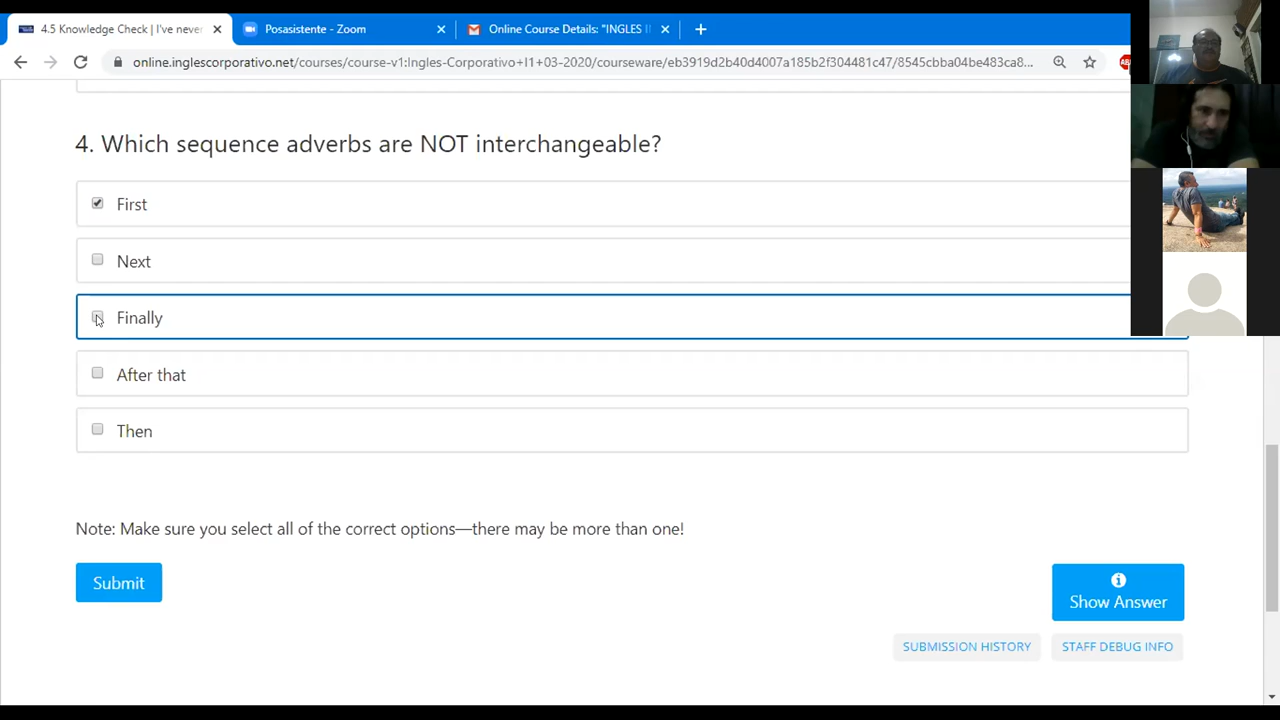 4.5 Knowledge Check | I've never
Posasistente - Zoom
Online Course Details: "INGLES I
online.inglescorporativo.net/courses/course-v1:Ingles-Corporativo+I1+03-2020/courseware/eb3919d2b40d4007a185b2f304481c47/8545cbba04be483ca8...
4. Which sequence adverbs are NOT interchangeable?
First
Next
Finally
After that
Then
Note: Make sure you select all of the correct options—there may be more than one!
Submit
Show Answer
SUBMISSION HISTORY
STAFF DEBUG INFO